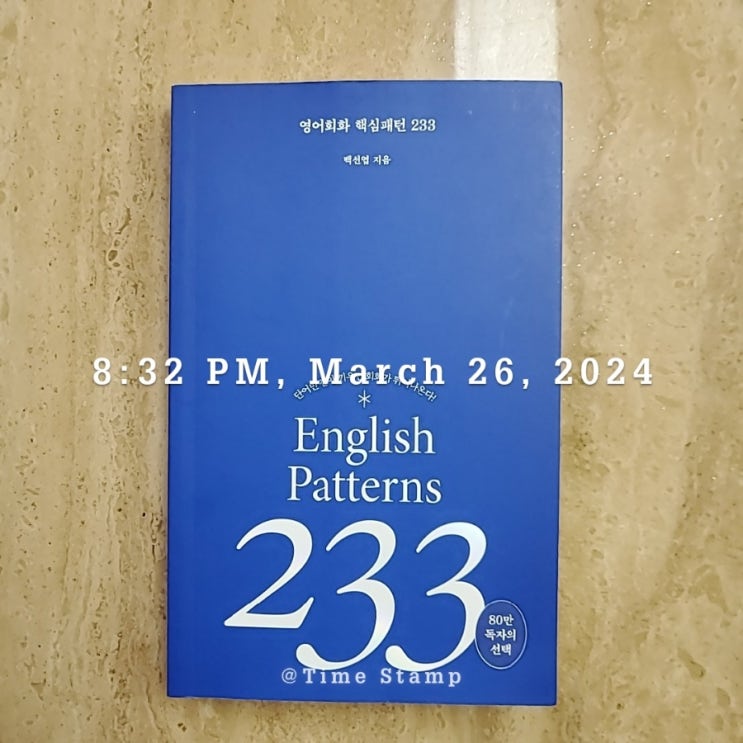 영어회화 핵심패턴 233
백선엽 지음
8:32 PM, March 26, 2024
English
Patterns
233
80만
독자의
선택
@Time Stamp